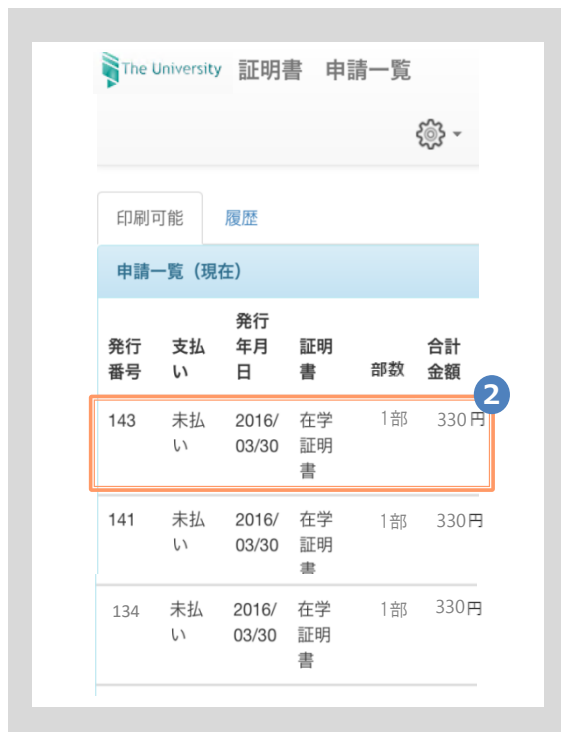 The University 証明書 申請一覧
印刷可能 履歴
申請一覧（現在）
発行
発行 支払 年月 証明 合計
番号 い 日 書 部数 金額
2
143 未払 2016/ 在学 1部 330円
い 03/30 証明
書
141 未払 2016/ 在学 1部 330円
い 03/30 証明
書
134 未払 2016/ 在学 1部 330円
い 03/30 証明
書